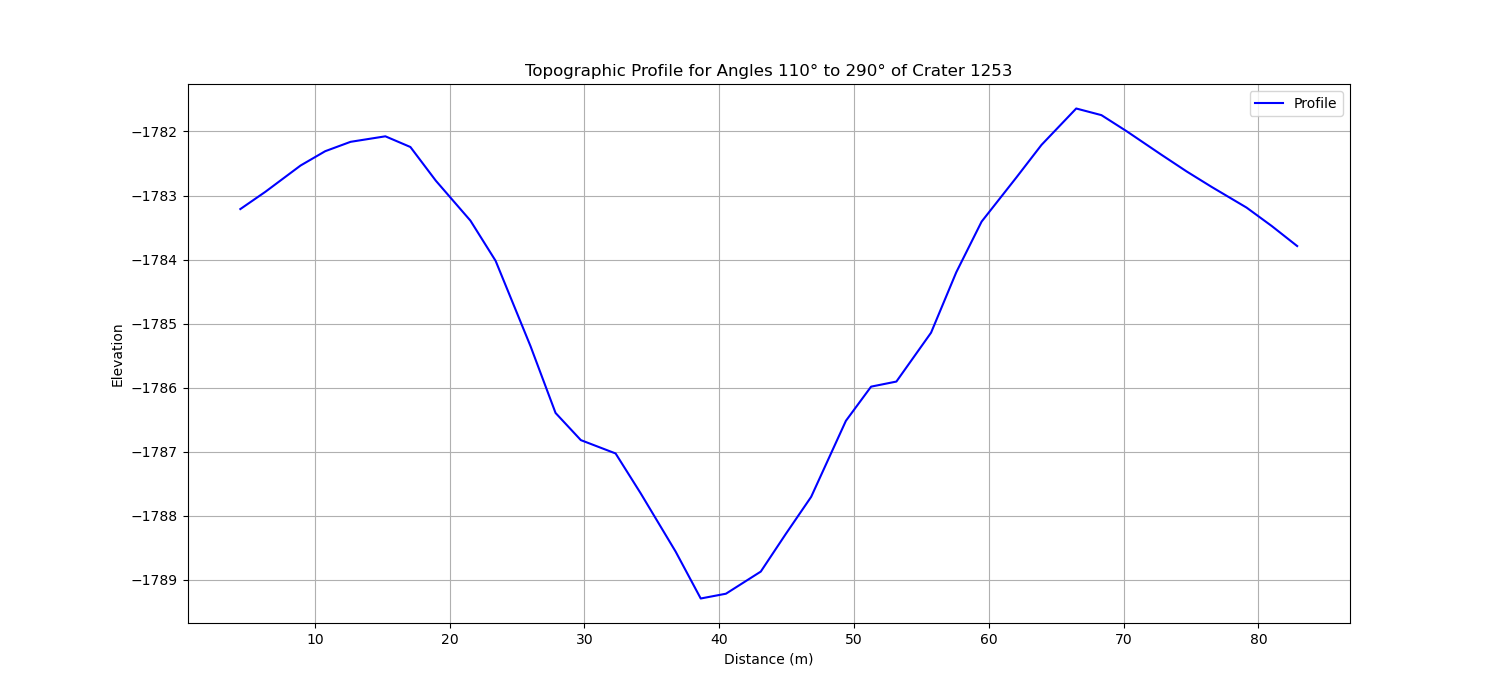 Topographic Profile for Angles 110° to 290° of Crater 1253
Profile
−1782
−1783
−1784
−1785
−1786
−1787
−1788
−1789
Elevation
10 20 30 40 50 60 70 80
Distance (m)